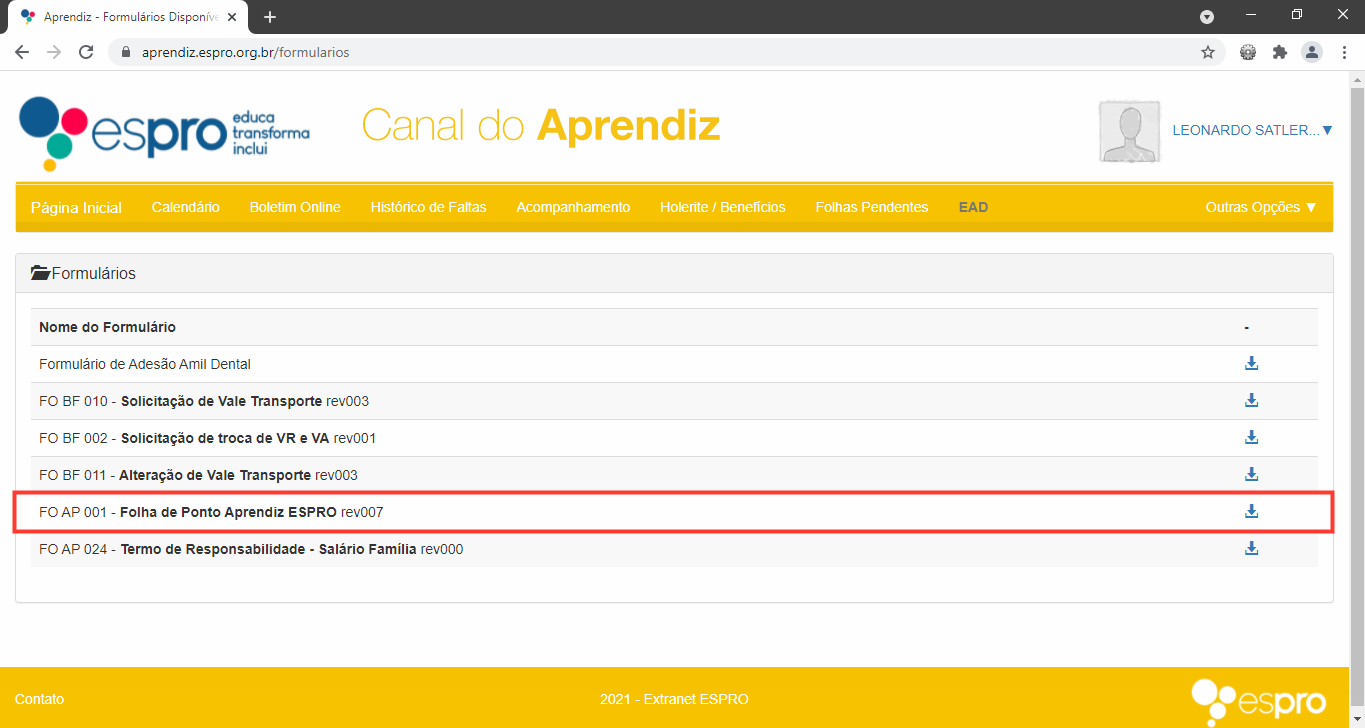 Aprendiz - Formulários Disponíve
aprendiz.espro.org.br/formularios
espro educa
transforma
inclui
Canal do Aprendiz
LEONARDO SATLER...▼
Página Inicial Calendário Boletim Online Histórico de Faltas Acompanhamento Holerite / Benefícios Folhas Pendentes EAD Outras Opções ▼
Formulários
Nome do Formulário -
Formulário de Adesão Amil Dental
FO BF 010 - Solicitação de Vale Transporte rev003
FO BF 002 - Solicitação de troca de VR e VA rev001
FO BF 011 - Alteração de Vale Transporte rev003
FO AP 001 - Folha de Ponto Aprendiz ESPRO rev007
FO AP 024 - Termo de Responsabilidade - Salário Família rev000
Contato 2021 - Extranet ESPRO espro